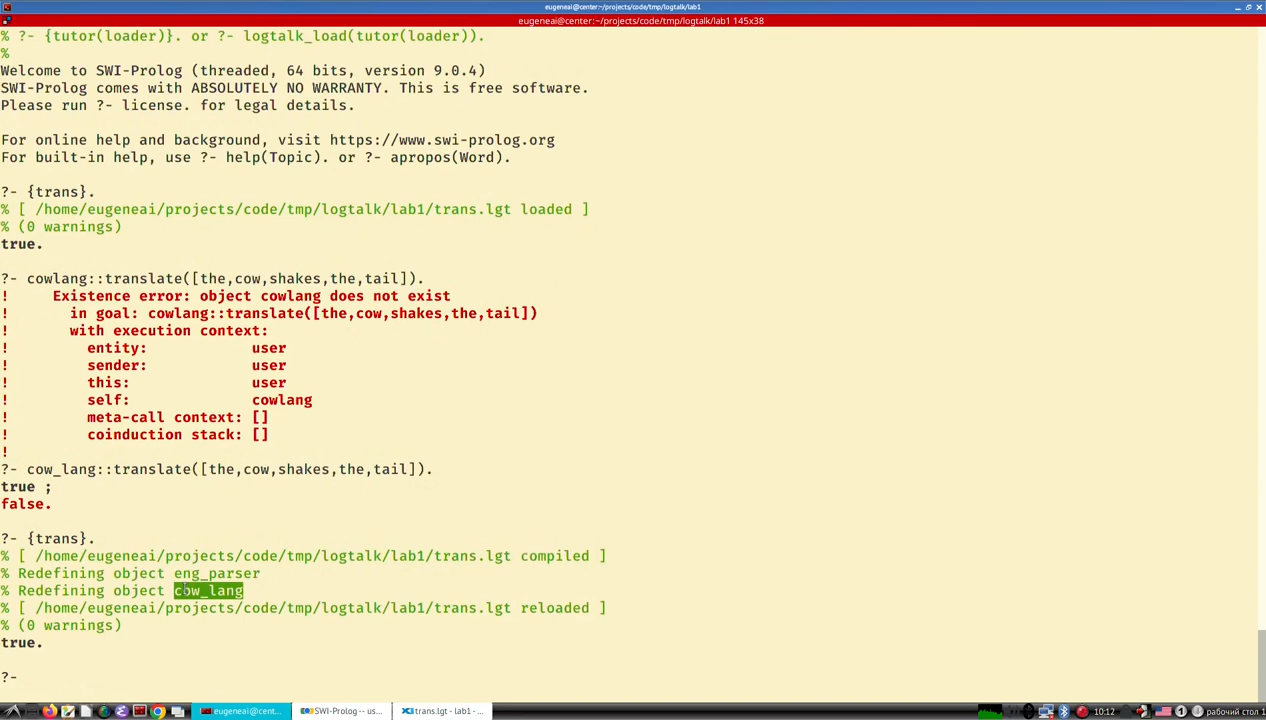 eugeneai@center:~/projects/code/tmp/logtalk/lab1
eugeneai@center:~/projects/code/tmp/logtalk/lab1 145x38
% ?- {tutor(loader)}. or ?- logtalk_load(tutor(loader)).
%
Welcome to SWI-Prolog (threaded, 64 bits, version 9.0.4)
SWI-Prolog comes with ABSOLUTELY NO WARRANTY. This is free software.
Please run ?- license. for legal details.
For online help and background, visit https://www.swi-prolog.org
For built-in help, use ?- help(Topic). or ?- apropos(Word).
?- {trans}.
% [ /home/eugeneai/projects/code/tmp/logtalk/lab1/trans.lgt loaded ]
% (0 warnings)
true.
?- cowlang::translate([the,cow,shakes,the,tail]).
!     Existence error: object cowlang does not exist
!       in goal: cowlang::translate([the,cow,shakes,the,tail])
!       with execution context:
!         entity:            user
!         sender:            user
!         this:              user
!         self:              cowlang
!         meta-call context: []
!         coinduction stack: []
!
?- cow_lang::translate([the,cow,shakes,the,tail]).
true ;
false.
?- {trans}.
% [ /home/eugeneai/projects/code/tmp/logtalk/lab1/trans.lgt compiled ]
% Redefining object eng_parser
% Redefining object cow_lang
% [ /home/eugeneai/projects/code/tmp/logtalk/lab1/trans.lgt reloaded ]
% (0 warnings)
true.
?-
eugeneai@cent... SWI-Prolog -- us... trans.lgt - lab1 - ... 10:12 рабочий стол 1